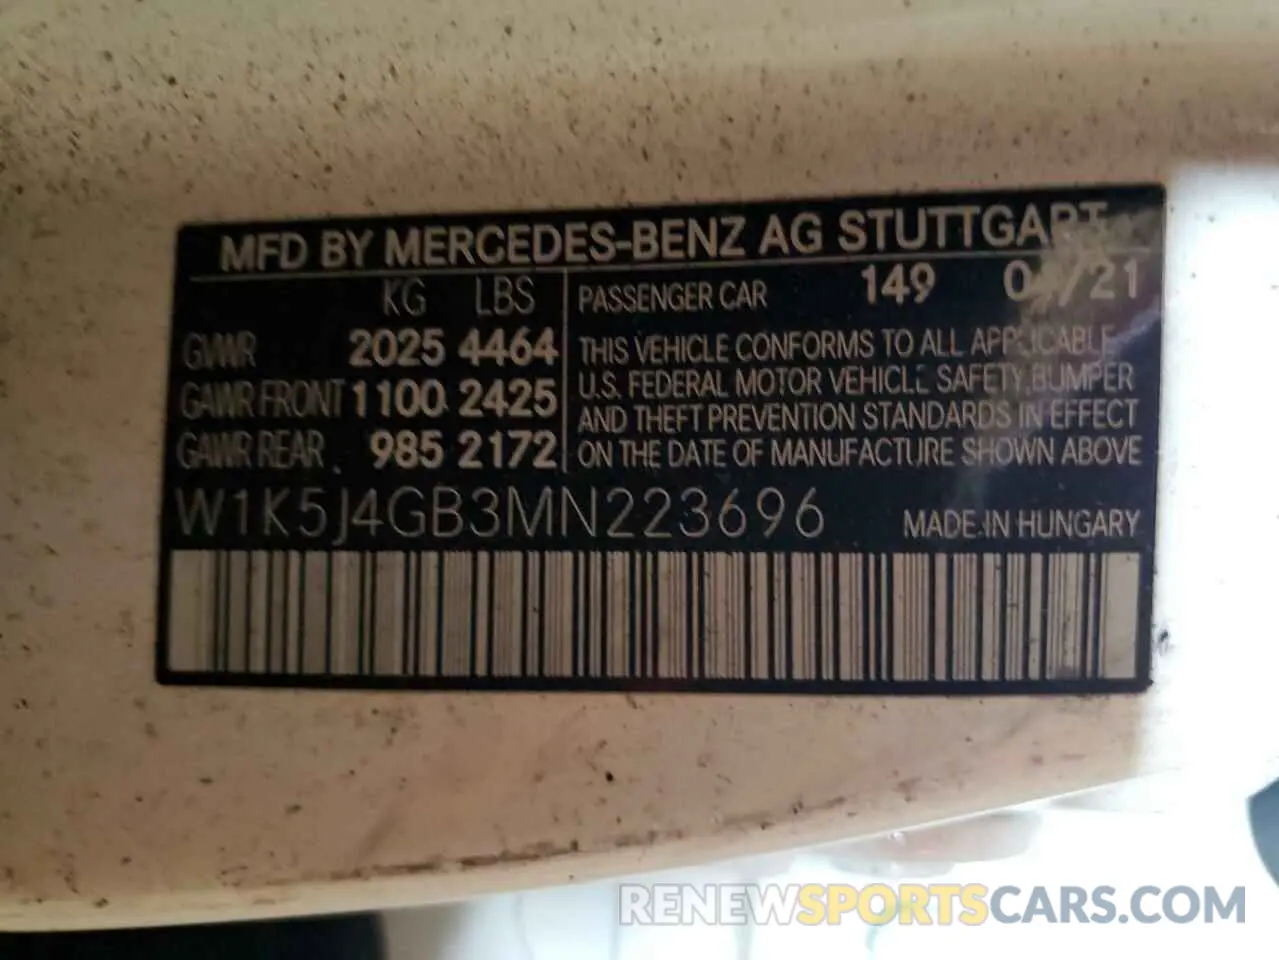 MFD BY MERCEDES-BENZ AG STUTTGART
KG LBS
PASSENGER CAR 149
GVWR 2025 4464
GAWR FRONT 1100 2425
GAWR REAR 985 2172
THIS VEHICLE CONFORMS TO ALL APPLICABLE
U.S. FEDERAL MOTOR VEHICLE SAFETY, BUMPER
AND THEFT PREVENTION STANDARDS IN EFFECT
ON THE DATE OF MANUFACTURE SHOWN ABOVE
W1K5J4GB3MN223696
MADE IN HUNGARY
RENEWSPORTSCARS.COM